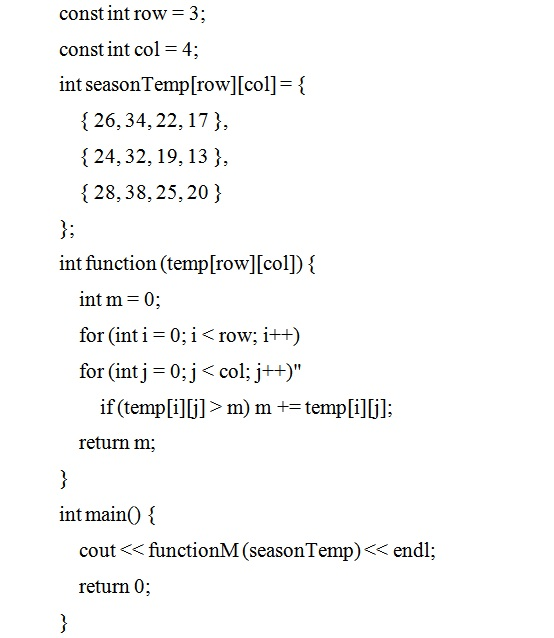 const int row = 3;
const int col = 4;
int seasonTemp[row][col] = {
{ 26, 34, 22, 17 },
{ 24, 32, 19, 13 },
{ 28, 38, 25, 20 }
};
int function (temp[row][col]) {
int m = 0;
for (int i = 0; i < row; i++)
for (int j = 0; j < col; j++)"
if (temp[i][j] > m) m += temp[i][j];
return m;
}
int main() {
cout << functionM (seasonTemp) << endl;
return 0;
}